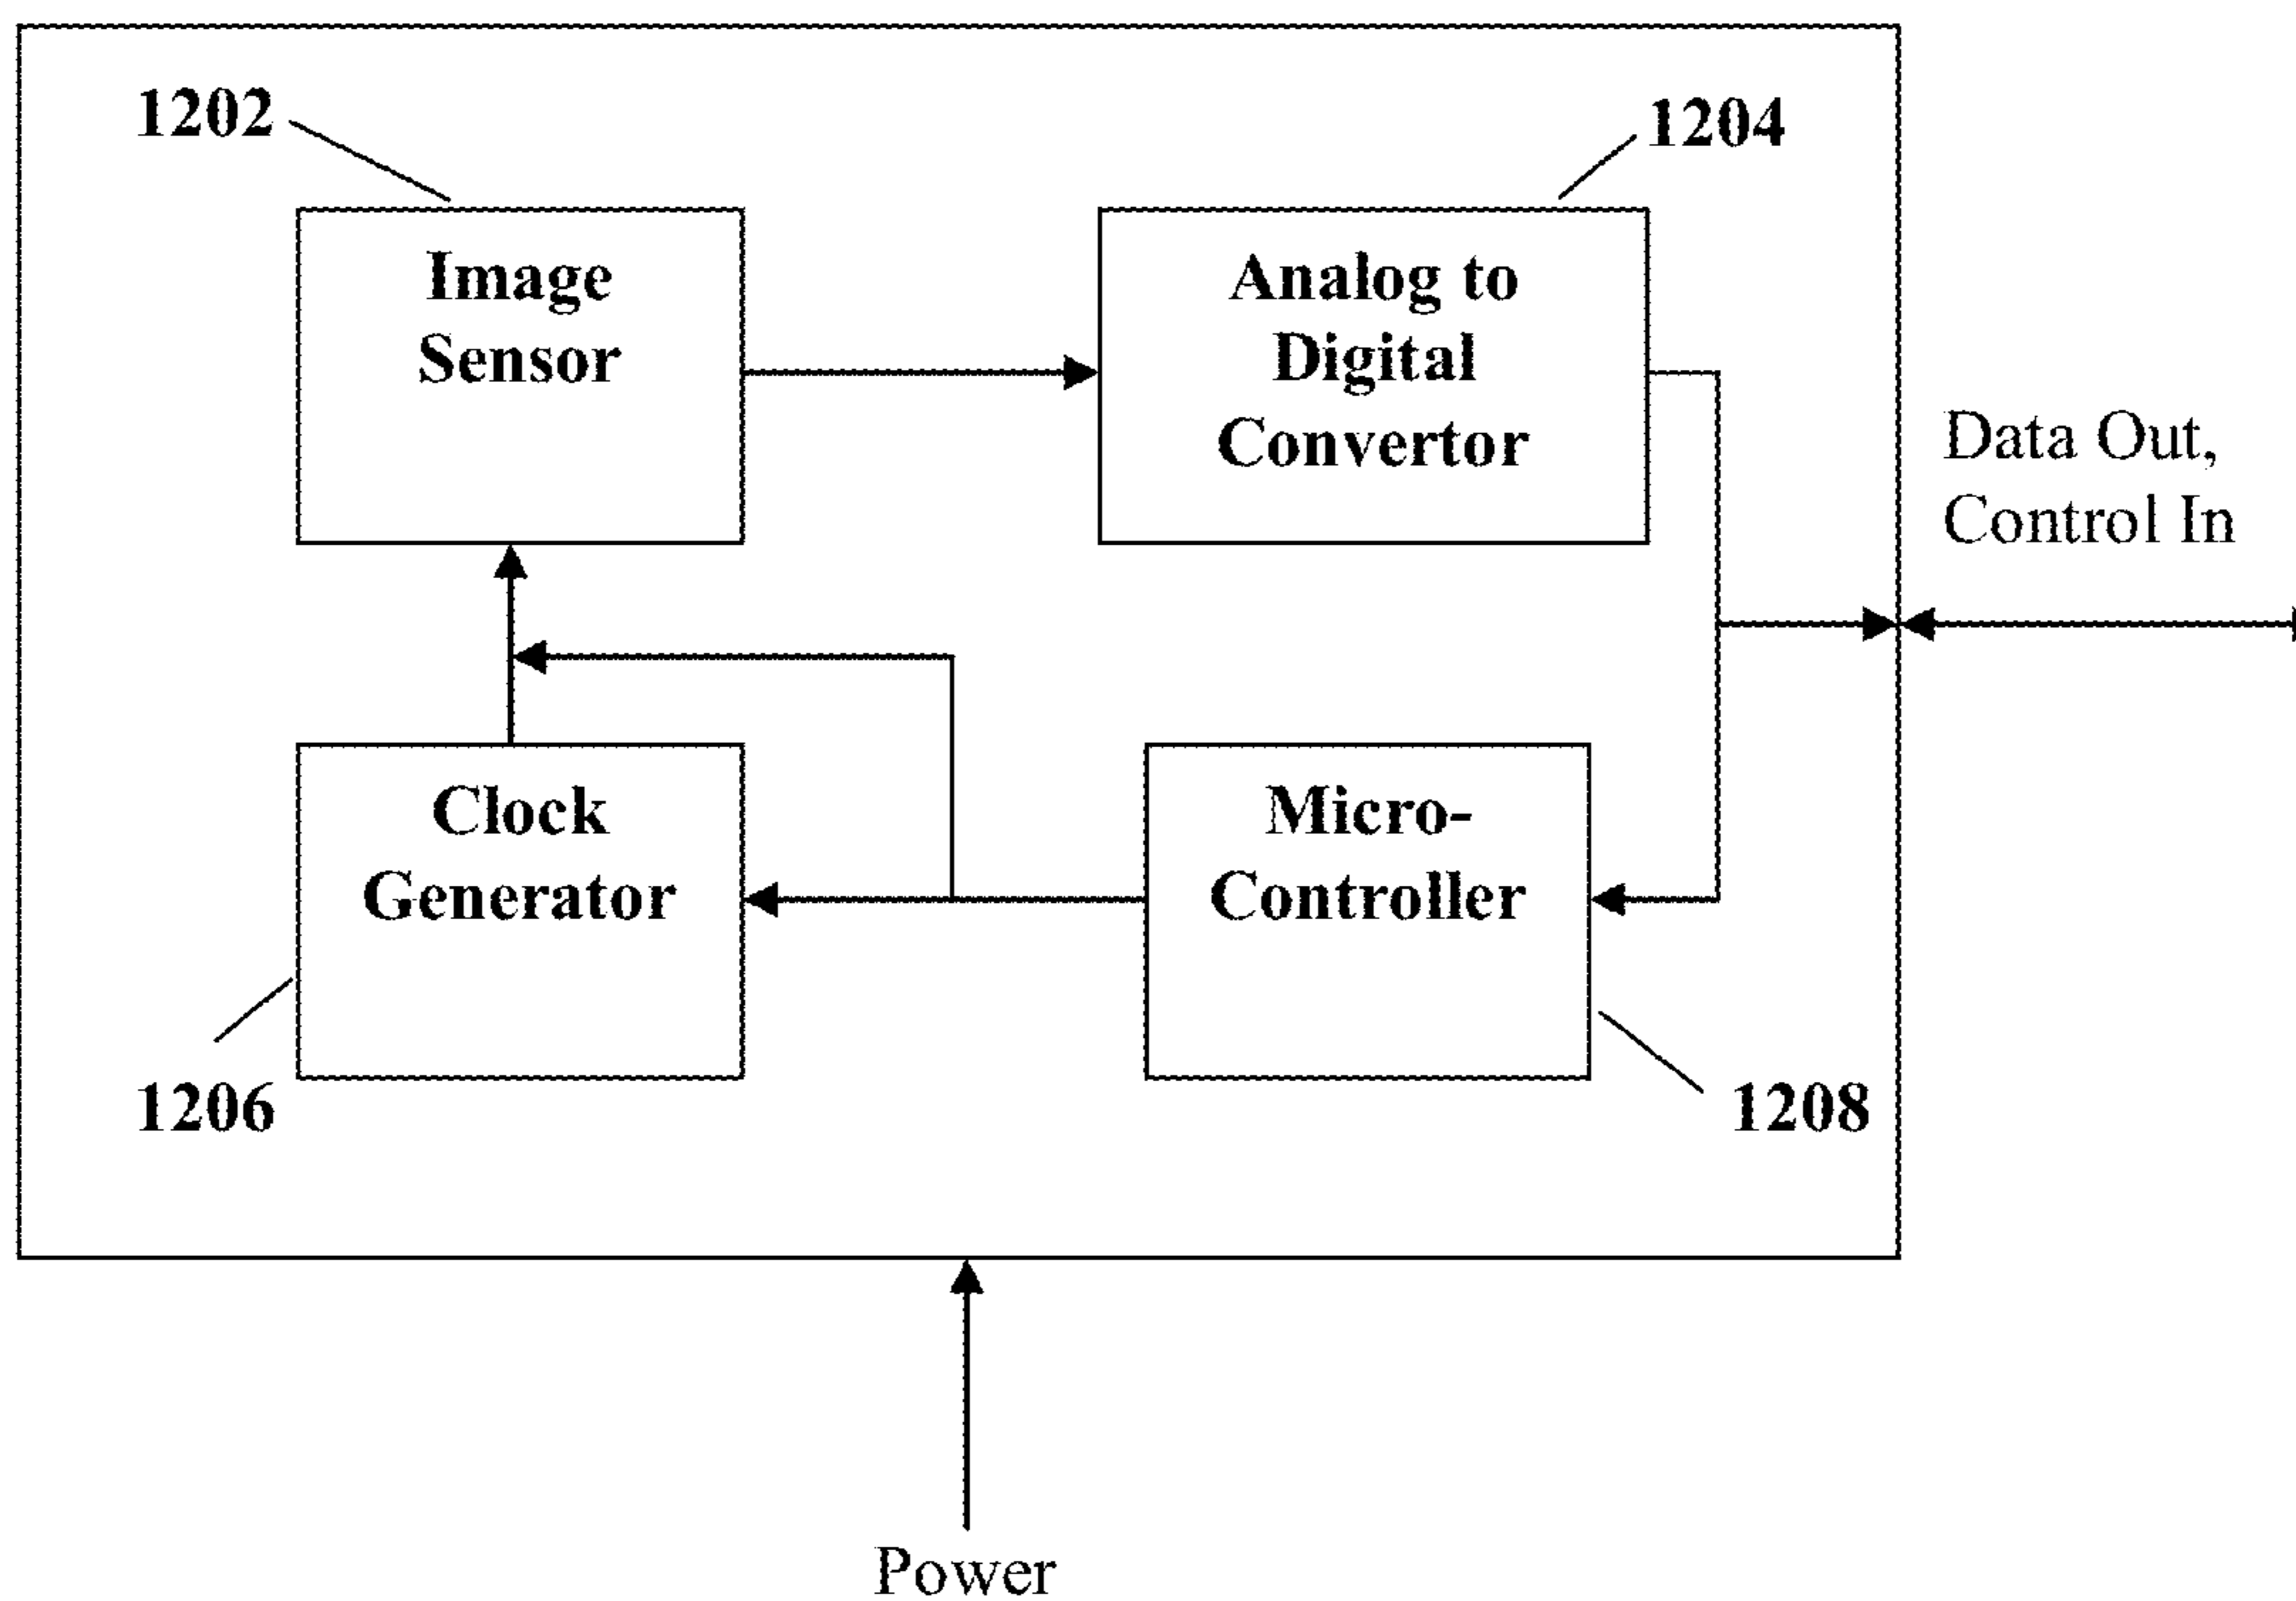 1202
1204
Image
Sensor
Analog to
Digital
Convertor
Data Out,
Control In
Clock
Generator
Micro-
Controller
1206
1208
Power